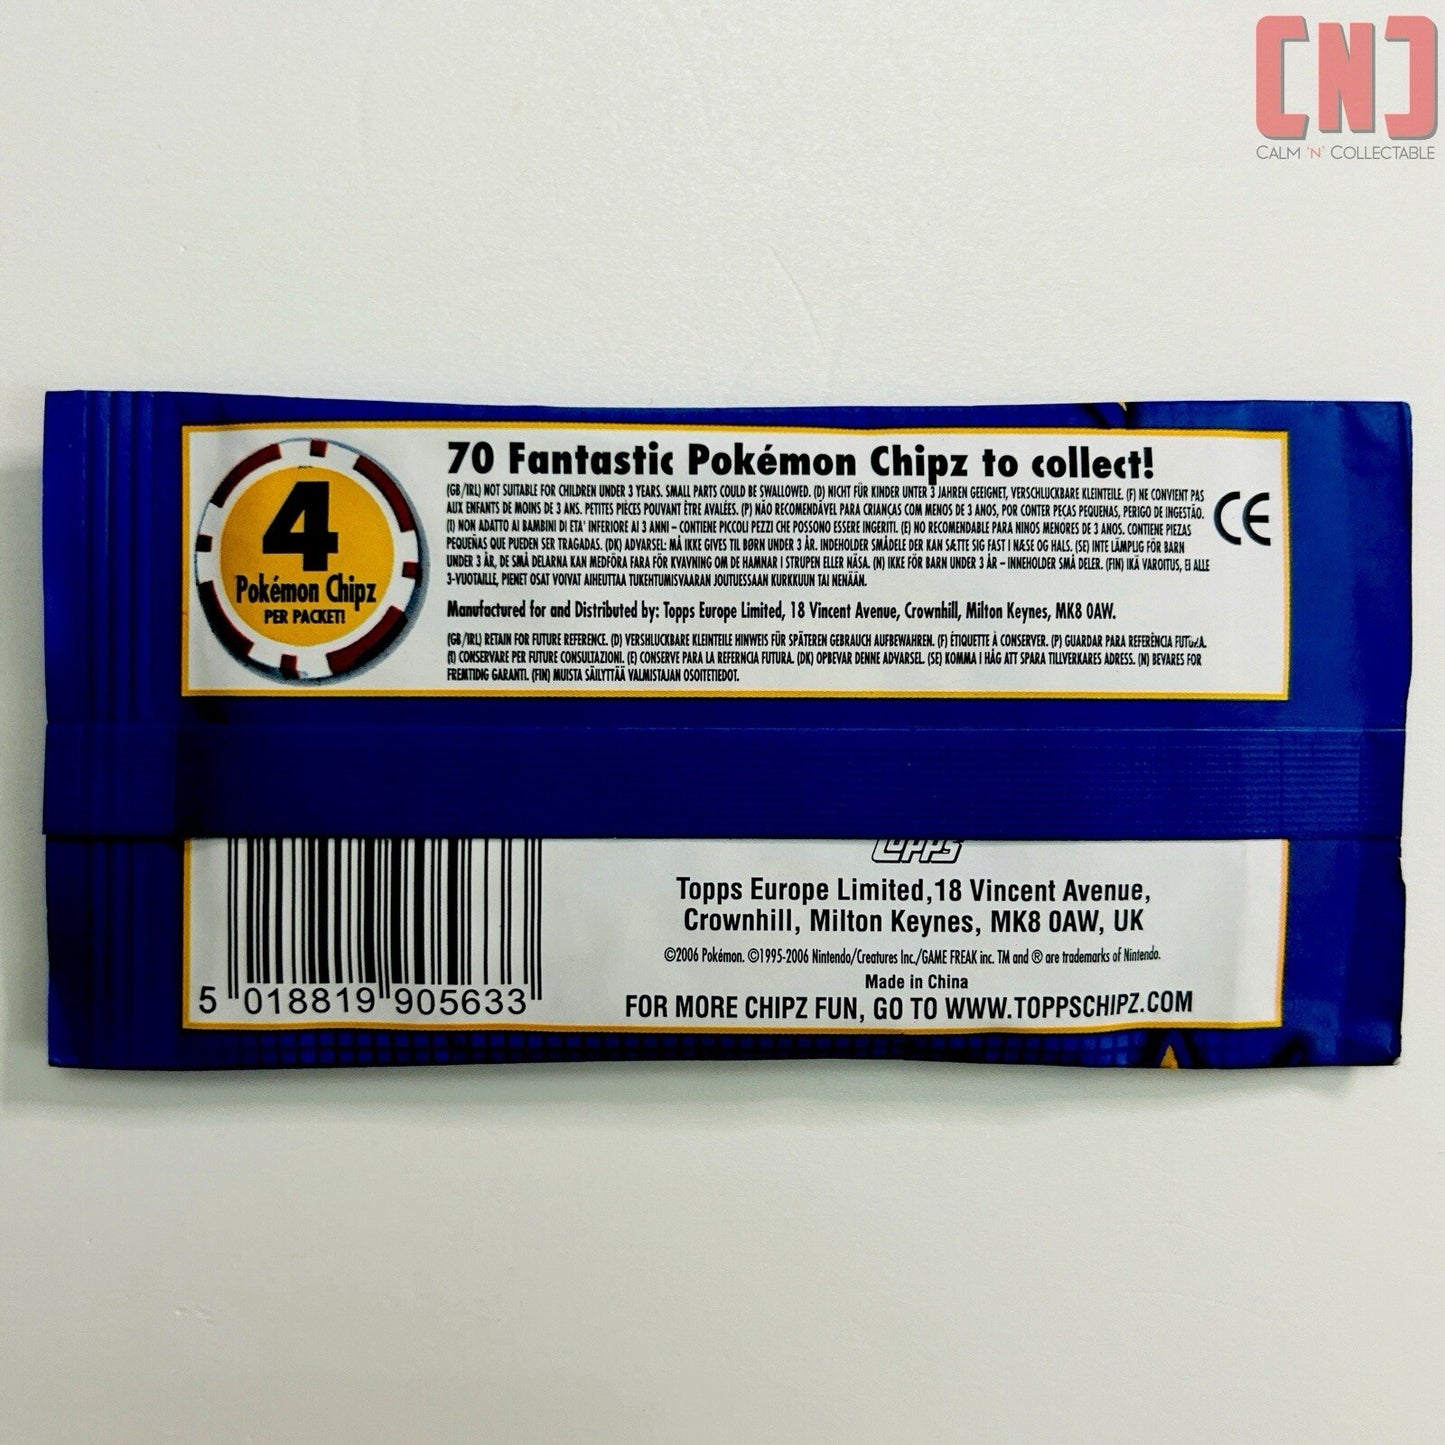 CNC
CALM 'N' COLLECTABLE
4
Pokémon Chipz
PER PACKET!
70 Fantastic Pokémon Chipz to collect!
(GB/IRL) NOT SUITABLE FOR CHILDREN UNDER 3 YEARS. SMALL PARTS COULD BE SWALLOWED. (D) NICHT FÜR KINDER UNTER 3 JAHREN GEEIGNET, VERSCHLUCKBARE KLEINTEILE. (F) NE CONVIENT PAS
AUX ENFANTS DE MOINS DE 3 ANS. PETITES PIÈCES POUVANT ÊTRE AVALÉES. (P) NÃO RECOMENDÁVEL PARA CRIANÇAS COM MENOS DE 3 ANOS, POR CONTER PECAS PEQUENAS, PERIGO DE INGESTÃO.
(I) NON ADATTO AI BAMBINI DI ETA' INFERIORE AI 3 ANNI – CONTIENE PICCOLI PEZZI CHE POSSONO ESSERE INGERITI. (E) NO RECOMENDABLE PARA NINOS MENORES DE 3 ANOS. CONTIENE PIEZAS
PEQUEÑAS QUE PUEDEN SER TRAGADAS. (DK) ADVARSEL: MÅ IKKE GIVES TIL BØRN UNDER 3 ÅR. INDEHOLDER SMÅDELE DER KAN SÆTTE SIG FAST I NÆSE OG HALS. (SE) INTE LÄMPLIG FÖR BARN
UNDER 3 ÅR, DE SMÅ DELARNA KAN MEDFÖRA FARA FÖR KVAVNING OM DE HAMNAR I STRUPEN ELLER NÄSA. (N) IKKE FÖR BARN UNDER 3 ÅR – INNEHOLDER SMÅ DELER. (FIN) IKÄ VAROITUS, EI ALLE
3-VUOTAILLE, PIENET OSAT VOIVAT AIHEUTTAA TUKEHTUMISVAARAN JOUTUESSAAN KURKKUUN TAI NENÄÄN.
CE
Manufactured for and Distributed by: Topps Europe Limited, 18 Vincent Avenue, Crownhill, Milton Keynes, MK8 0AW.
(GB/IRL) RETAIN FOR FUTURE REFERENCE. (D) VERSHLUCKBARE KLEINTEILE HINWEIS FÜR SPÄTEREN GEBRAUCH AUFBEWAHREN. (F) ÉTIQUETTE À CONSERVER. (P) GUARDAR PARA REFERÊNCIA FUTURA.
(I) CONSERVARE PER FUTURE CONSULTAZIONI. (E) CONSERVE PARA LA REFERNCIA FUTURA. (DK) OPBEVAR DENNE ADVARSEL. (SE) KOMMA I HÅG ATT SPARA TILLVERKARES ADRESS. (N) BEVARES FOR
FREMTIDIG GARANTI. (FIN) MUISTA SÄILYTTÄÄ VALMISTAJAN OSOITETIEDOT.
TOPPS
Topps Europe Limited,18 Vincent Avenue,
Crownhill, Milton Keynes, MK8 0AW, UK
©2006 Pokémon. ©1995-2006 Nintendo/Creatures Inc./GAME FREAK inc. TM and ® are trademarks of Nintendo.
Made in China
FOR MORE CHIPZ FUN, GO TO WWW.TOPPSCHIPZ.COM
5 018819 905633